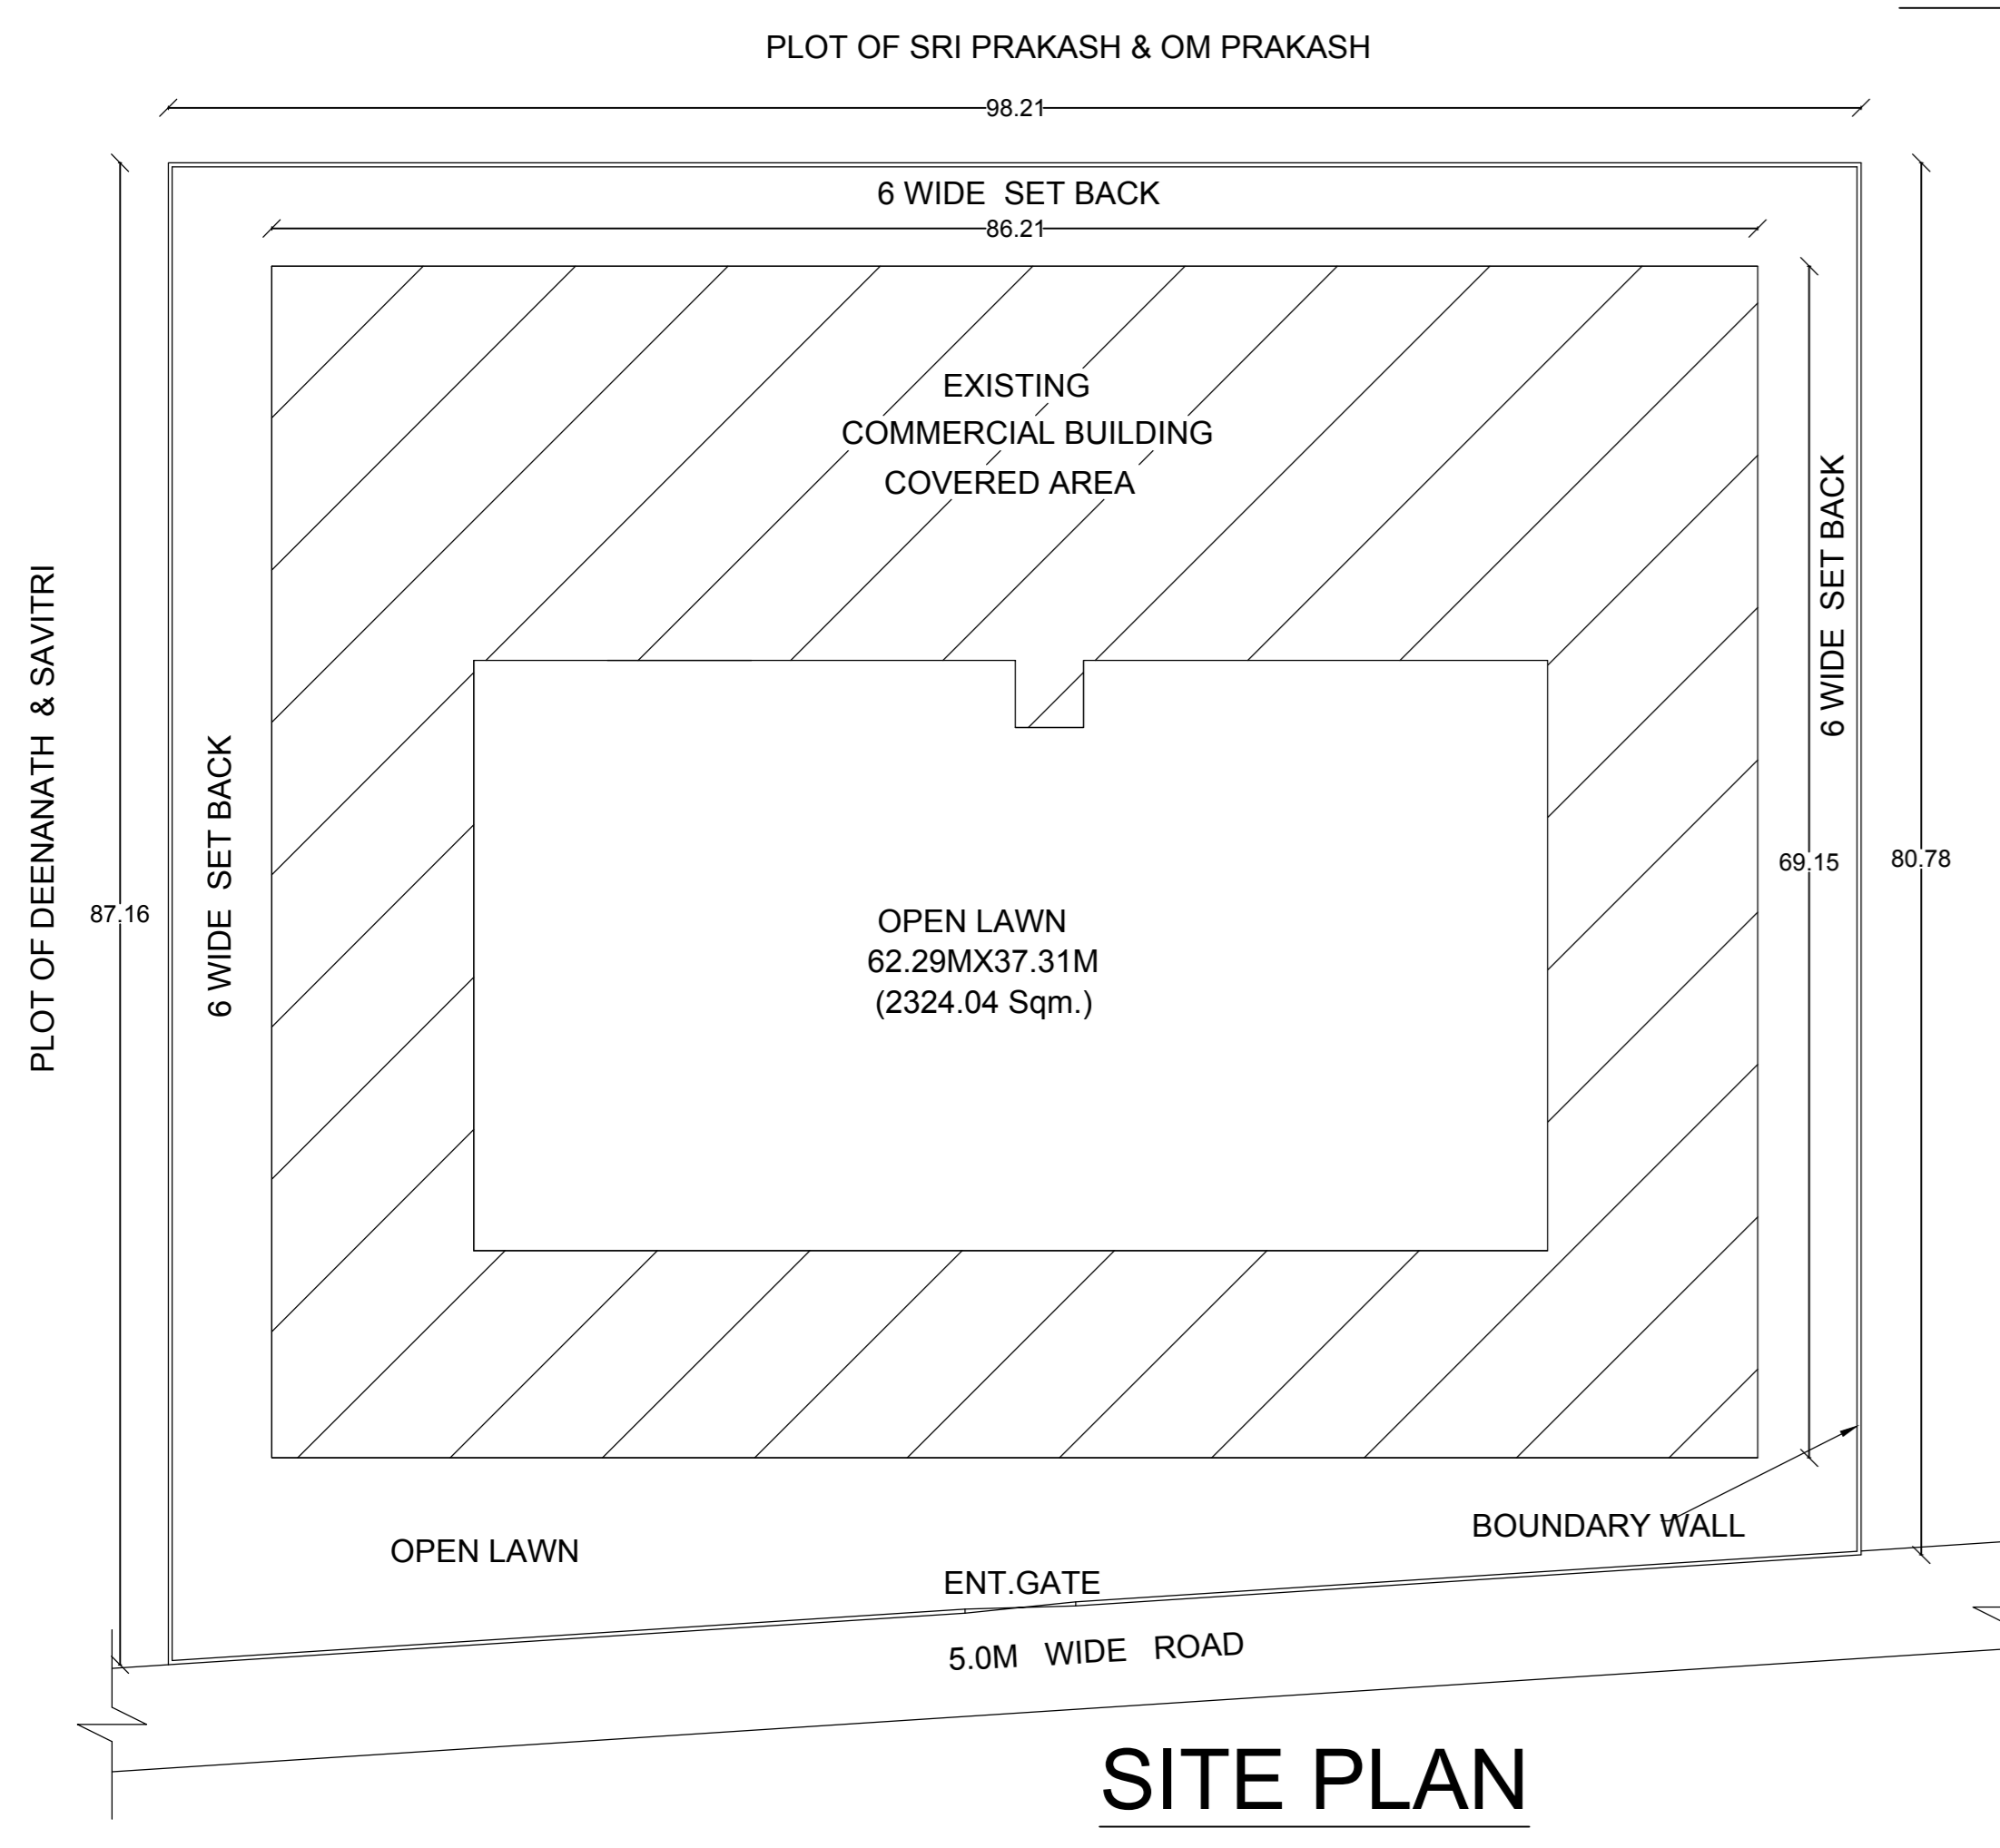 PLOT OF SRI PRAKASH & OM PRAKASH
98.21
6 WIDE SET BACK
86.21
EXISTING
COMMERCIAL BUILDING
COVERED AREA
6 WIDE SET BACK
PLOT OF DEENANATH & SAVITRI
6 WIDE SET BACK
69.15
80.78
87.16
OPEN LAWN
62.29MX37.31M
(2324.04 Sqm.)
BOUNDARY WALL
OPEN LAWN
ENT.GATE
5.0M WIDE ROAD
SITE PLAN